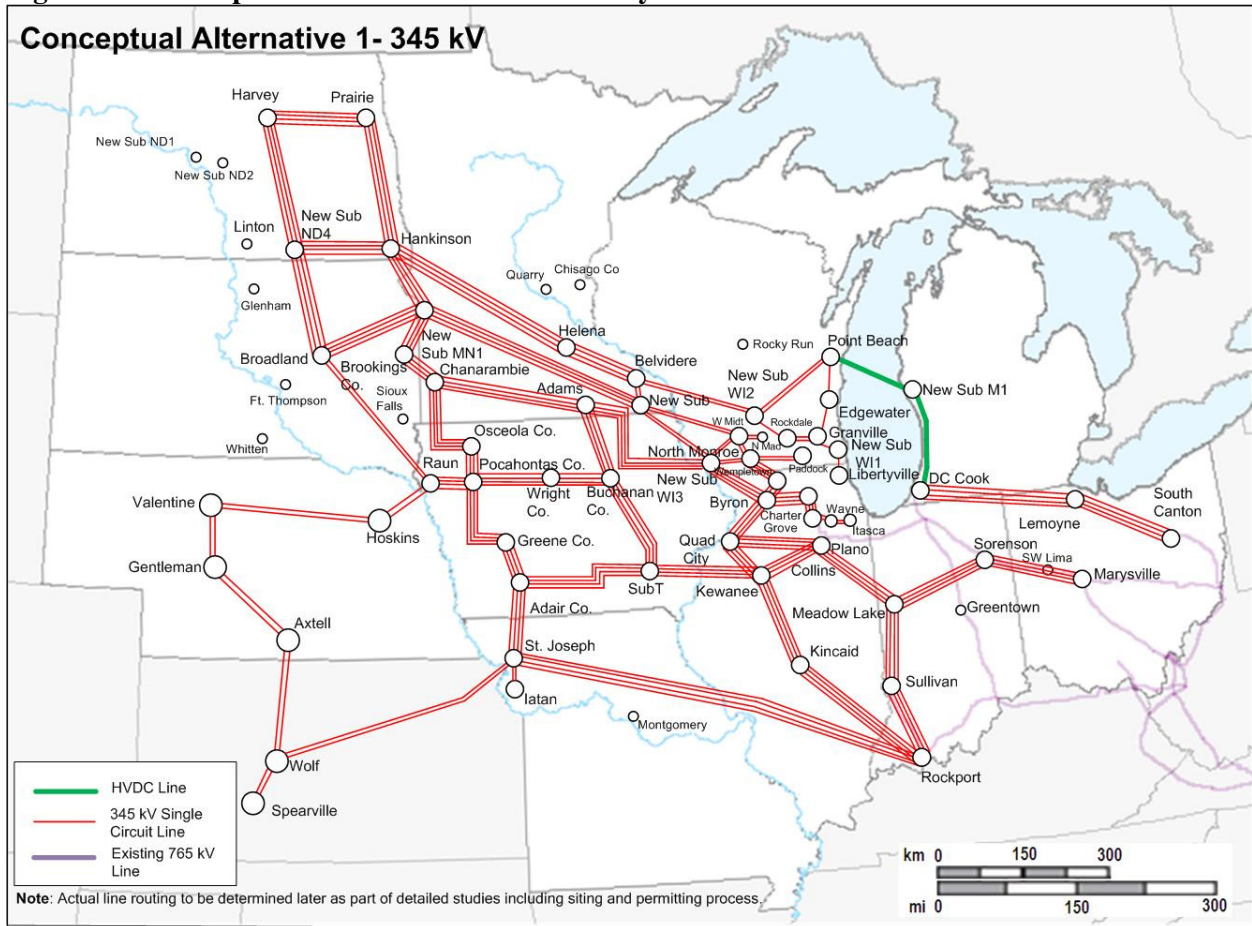 Conceptual Alternative 1- 345 kV
Harvey
Prairie
New Sub ND1
New Sub ND2
Linton
New Sub
ND4
Hankinson
Glenham
Quarry
Chisago Co
Helena
New
Sub MN1
Broadland
Brookings
Co.
Chanarambie
Ft. Thompson
Sioux
Falls
Whitten
Adams
Belvidere
New Sub
Rocky Run
Point Beach
New Sub
WI2
New Sub M1
Edgewater
W Midt
Rockdale
Granville
N Mad
North Monroe
New Sub
WI1
Paddock
Wempletown
Libertyville
Osceola Co.
Raun
Pocahontas Co.
Wright
Co.
Buchanan
Co.
New Sub
WI3
Byron
DC Cook
Valentine
Hoskins
Charter
Grove
Wayne
Itasca
Lemoyne
South
Canton
Gentleman
Greene Co.
Quad
City
Plano
Collins
Sorenson
SW Lima
Marysville
Adair Co.
SubT
Kewanee
Meadow Lake
Greentown
Axtell
St. Joseph
Kincaid
Sullivan
Iatan
Montgomery
Wolf
Rockport
Spearville
HVDC Line
345 kV Single
Circuit Line
Existing 765 kV
Line
km 0 150 300
mi 0 150 300
Note: Actual line routing to be determined later as part of detailed studies including siting and permitting process.